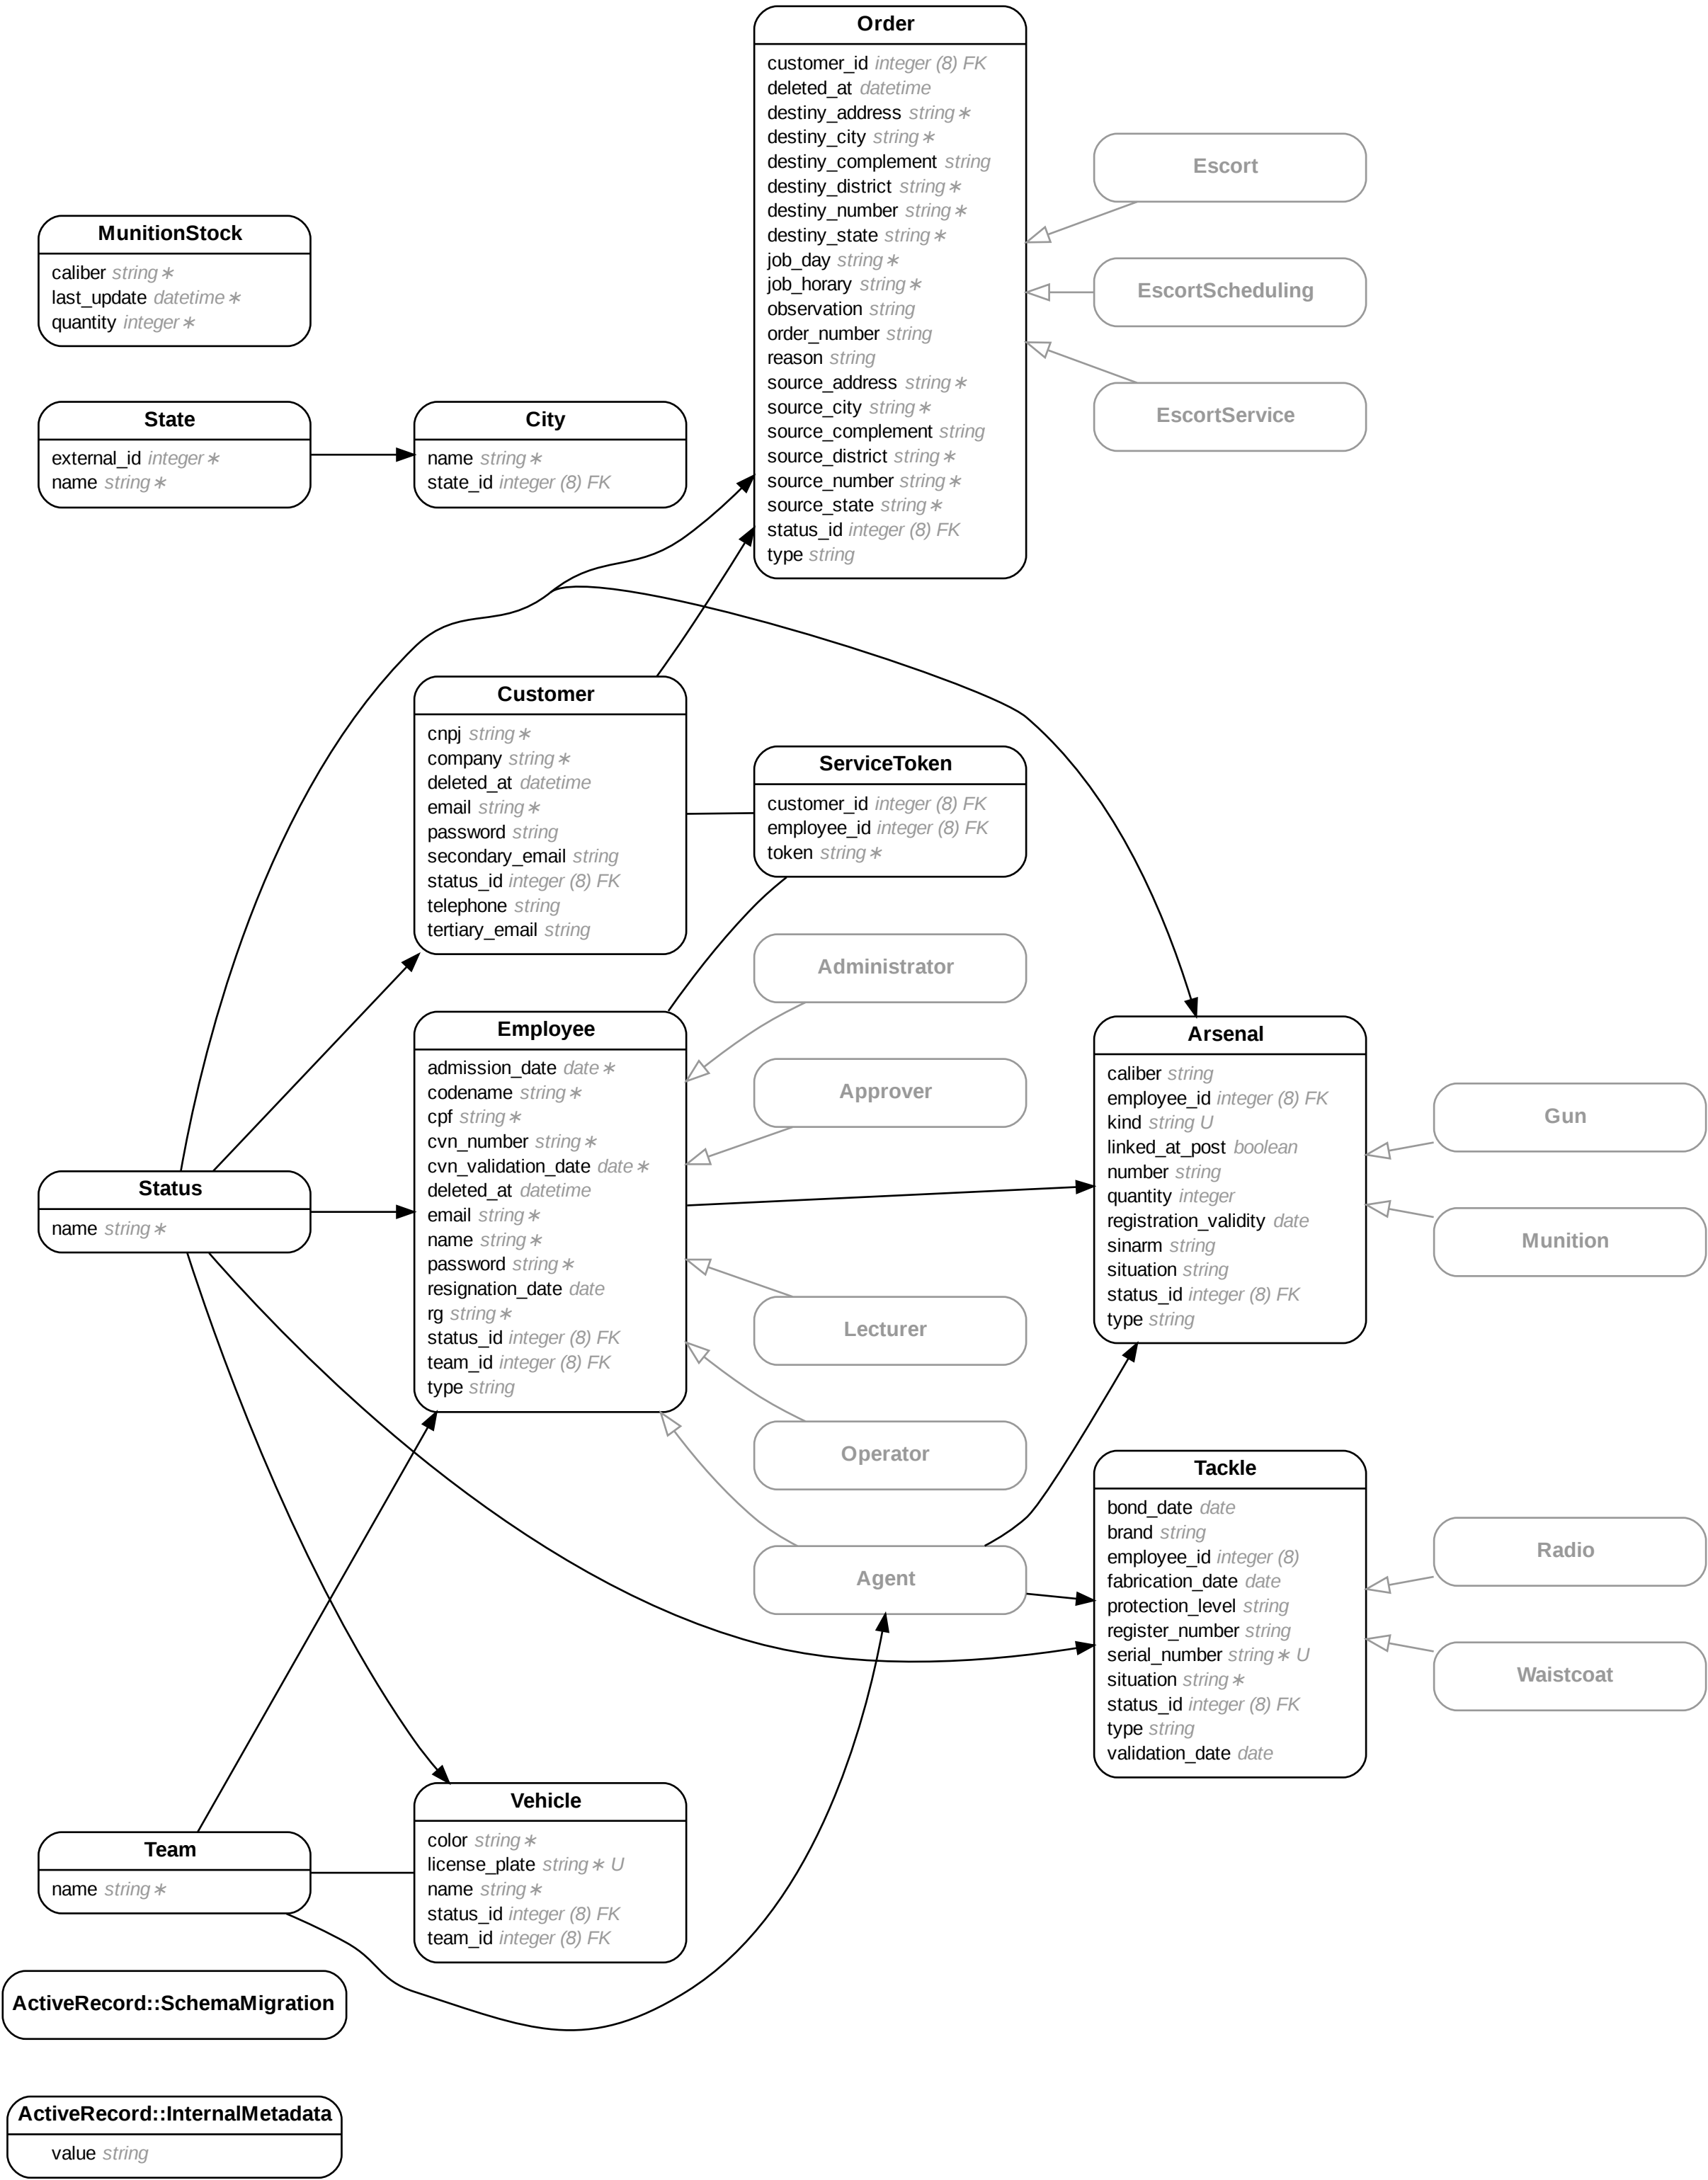 Order
customer_id integer (8) FK
deleted_at datetime
destiny_address string ∗
destiny_city string ∗
destiny_complement string
destiny_district string ∗
destiny_number string ∗
destiny_state string ∗
job_day string ∗
job_horary string ∗
observation string
order_number string
reason string
source_address string ∗
source_city string ∗
source_complement string
source_district string ∗
source_number string ∗
source_state string ∗
status_id integer (8) FK
type string
Escort
EscortScheduling
EscortService
MunitionStock
caliber string ∗
last_update datetime ∗
quantity integer ∗
State
external_id integer ∗
name string ∗
City
name string ∗
state_id integer (8) FK
Customer
cnpj string ∗
company string ∗
deleted_at datetime
email string ∗
password string
secondary_email string
status_id integer (8) FK
telephone string
tertiary_email string
ServiceToken
customer_id integer (8) FK
employee_id integer (8) FK
token string ∗
Administrator
Approver
Lecturer
Operator
Agent
Employee
admission_date date ∗
codename string ∗
cpf string ∗
cvn_number string ∗
cvn_validation_date date ∗
deleted_at datetime
email string ∗
name string ∗
password string ∗
resignation_date date
rg string ∗
status_id integer (8) FK
team_id integer (8) FK
type string
Status
name string ∗
Arsenal
caliber string
employee_id integer (8) FK
kind string U
linked_at_post boolean
number string
quantity integer
registration_validity date
sinarm string
situation string
status_id integer (8) FK
type string
Gun
Munition
Tackle
bond_date date
brand string
employee_id integer (8)
fabrication_date date
protection_level string
register_number string
serial_number string ∗ U
situation string ∗
status_id integer (8) FK
type string
validation_date date
Radio
Waistcoat
Vehicle
color string ∗
license_plate string ∗ U
name string ∗
status_id integer (8) FK
team_id integer (8) FK
Team
name string ∗
ActiveRecord::SchemaMigration
ActiveRecord::InternalMetadata
value string